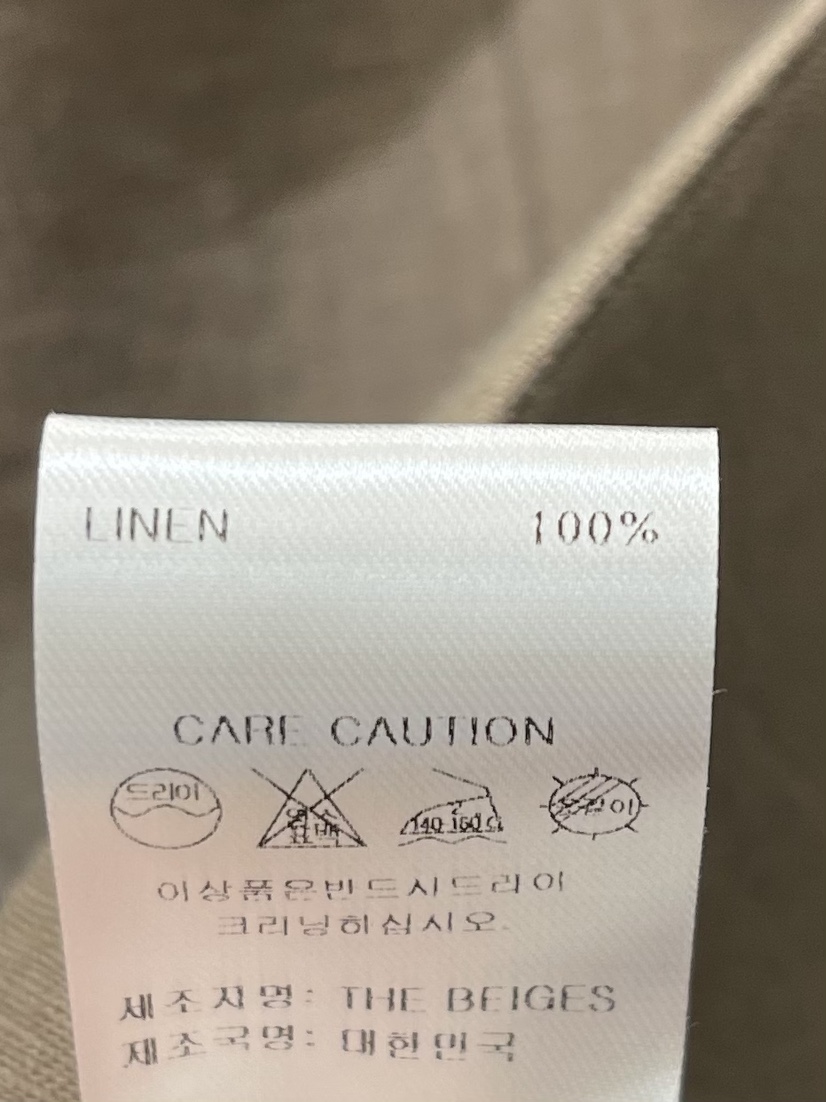 LINEN 100%
CARE CAUTION
드라이
140 160℃
이상품은반드시드라이
크리닝하십시오.
제조자명: THE BEIGES
제조국명: 대한민국